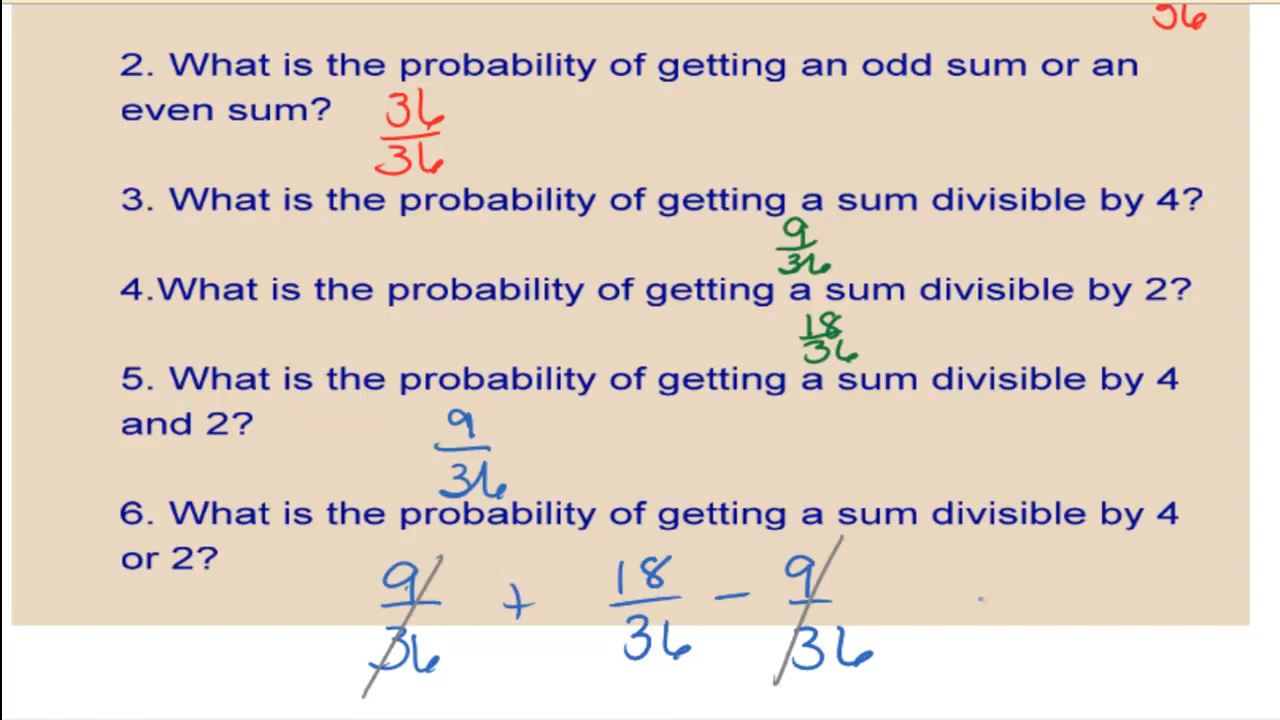 36
2. What is the probability of getting an odd sum or an
even sum?
36
36
3. What is the probability of getting a sum divisible by 4?
9
36
4.What is the probability of getting a sum divisible by 2?
18
36
5. What is the probability of getting a sum divisible by 4
and 2?
9
36
6. What is the probability of getting a sum divisible by 4
or 2?
9 + 18 - 9
36 36 36